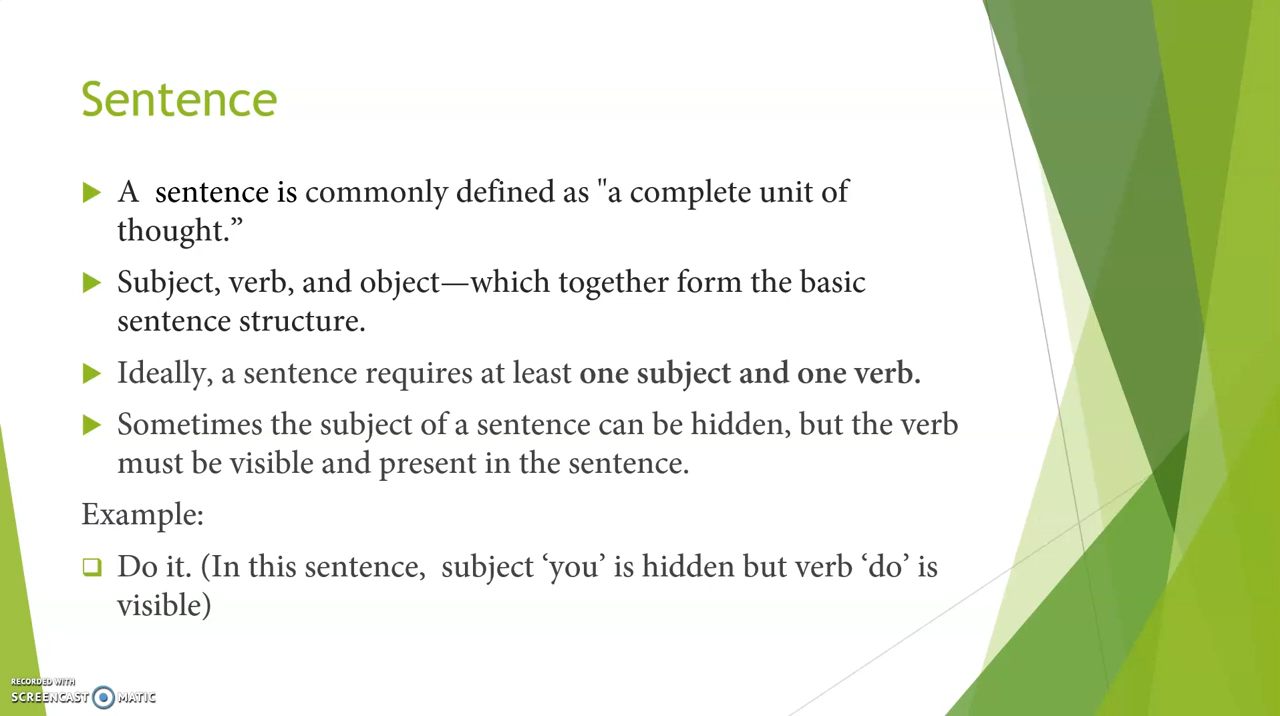 Sentence
A  sentence is commonly defined as "a complete unit of
thought.”
Subject, verb, and object—which together form the basic
sentence structure.
Ideally, a sentence requires at least one subject and one verb.
Sometimes the subject of a sentence can be hidden, but the verb
must be visible and present in the sentence.
Example:
Do it. (In this sentence,  subject ‘you’ is hidden but verb ‘do’ is
visible)
RECORDED WITH
SCREENCAST MATIC